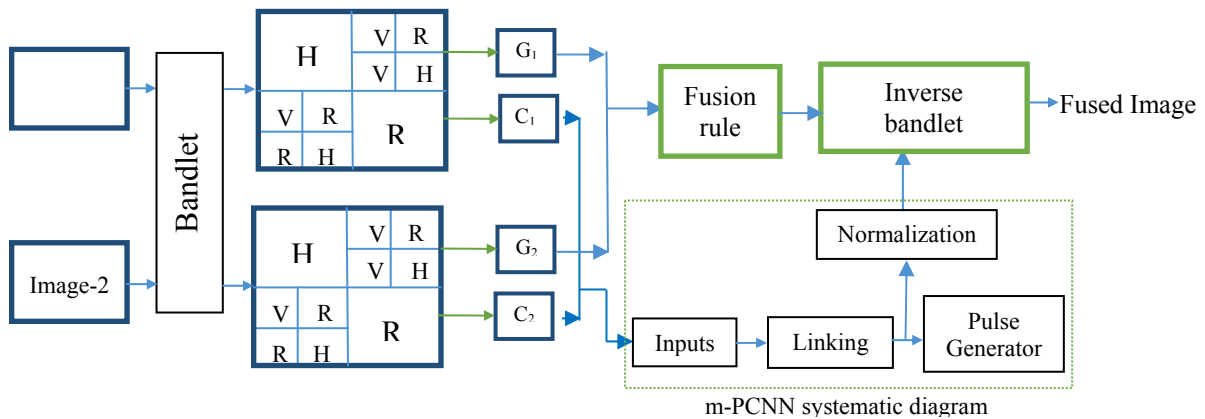 Bandlet
H
V R
V H
V R
R H
R
G₁
C₁
Fusion
rule
Inverse
bandlet
Fused Image
Image-2
H
V R
V H
V R
R H
R
G₂
C₂
Normalization
Inputs
Linking
Pulse
Generator
m-PCNN systematic diagram